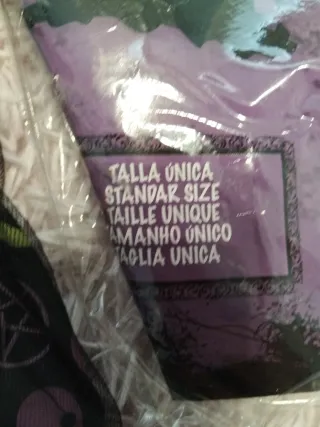 TALLA ÚNICA
STANDAR SIZE
TAILLE UNIQUE
TAMANHO ÚNICO
TAGLIA UNICA